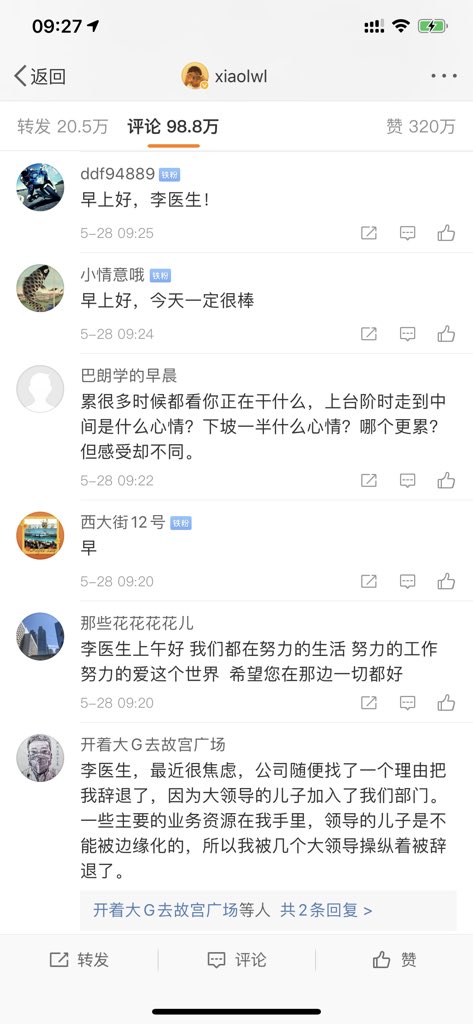 09:27
返回
xiaolwl
转发 20.5万
评论 98.8万
赞 320万
ddf94889 铁粉
早上好，李医生！
5-28 09:25
小情意哦 铁粉
早上好，今天一定很棒
5-28 09:24
巴朗学的早晨
累很多时候都看你正在干什么，上台阶时走到中
间是什么心情？下坡一半什么心情？哪个更累？
但感受却不同。
5-28 09:22
西大街12号 铁粉
早
5-28 09:20
那些花花花花儿
李医生上午好 我们都在努力的生活 努力的工作
努力的爱这个世界 希望您在那边一切都好
5-28 09:20
开着大G去故宫广场
李医生，最近很焦虑，公司随便找了一个理由把
我辞退了，因为大领导的儿子加入了我们部门。
一些主要的业务资源在我手里，领导的儿子是不
能被边缘化的，所以我被几个大领导操纵着被辞
退了。
开着大G去故宫广场等人 共2条回复 >
转发
评论
赞